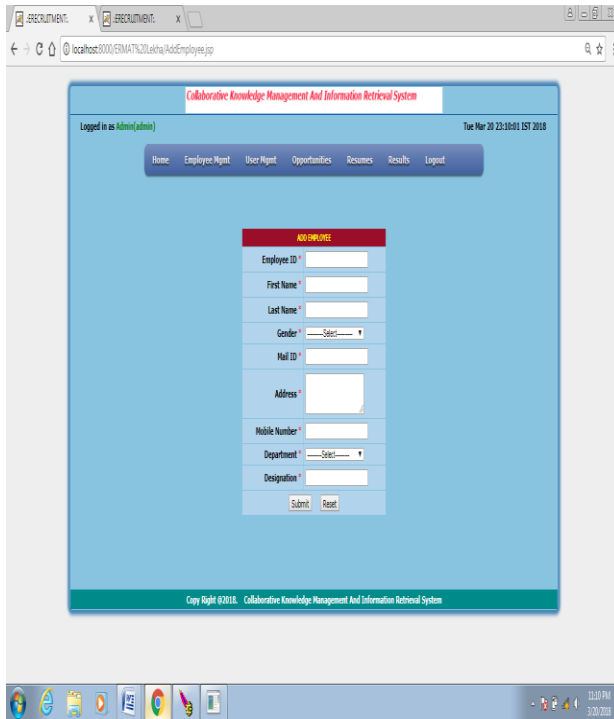 :ERECRUITMENT: x :ERECRUITMENT: x
localhost:8000/ERMAT%20Lekha/AddEmployee.jsp
Collaborative Knowledge Management And Information Retrieval System
Logged in as Admin(admin) Tue Mar 20 23:10:01 IST 2018
Home Employee Mgmt User Mgmt Opportunities Resumes Results Logout
ADD EMPLOYEE
Employee ID *
First Name *
Last Name *
Gender * -------Select-------
Mail ID *
Address *
Mobile Number *
Department * -------Select-------
Designation *
Submit Reset
Copy Right @2018. Collaborative Knowledge Management And Information Retrieval System
11:10 PM
3/20/2018